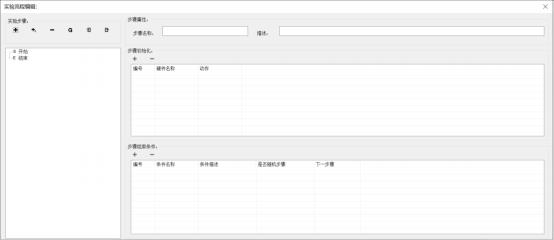 实验流程编辑:
实验步骤:
开始
结束
步骤属性:
步骤名称:
描述:
步骤初始化:
编号 硬件名称 动作
步骤结束条件:
编号 条件名称 条件描述 是否随机步骤 下一步骤